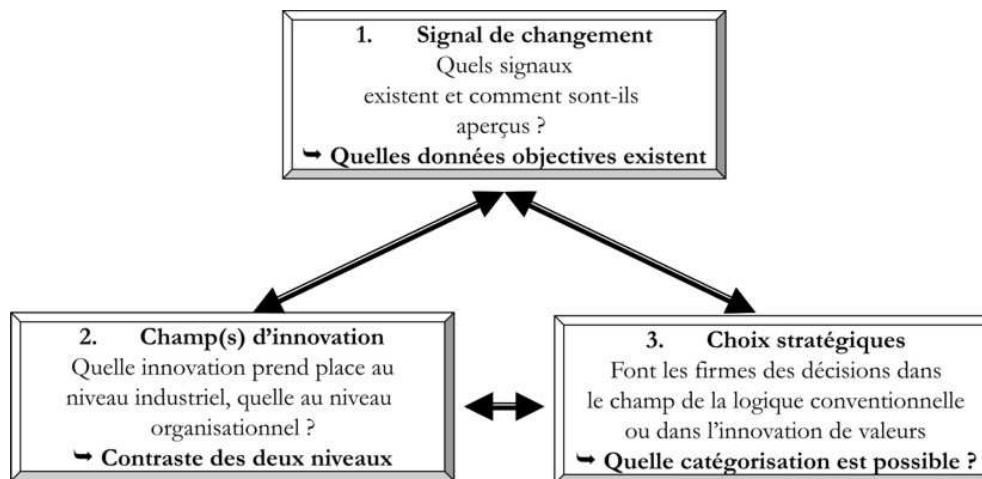 1. Signal de changement
Quels signaux
existent et comment sont-ils
aperçus ?
➥ Quelles données objectives existent
2. Champ(s) d’innovation
Quelle innovation prend place au
niveau industriel, quelle au niveau
organisationnel ?
➥ Contraste des deux niveaux
3. Choix stratégiques
Font les firmes des décisions dans
le champ de la logique conventionnelle
ou dans l’innovation de valeurs
➥ Quelle catégorisation est possible ?